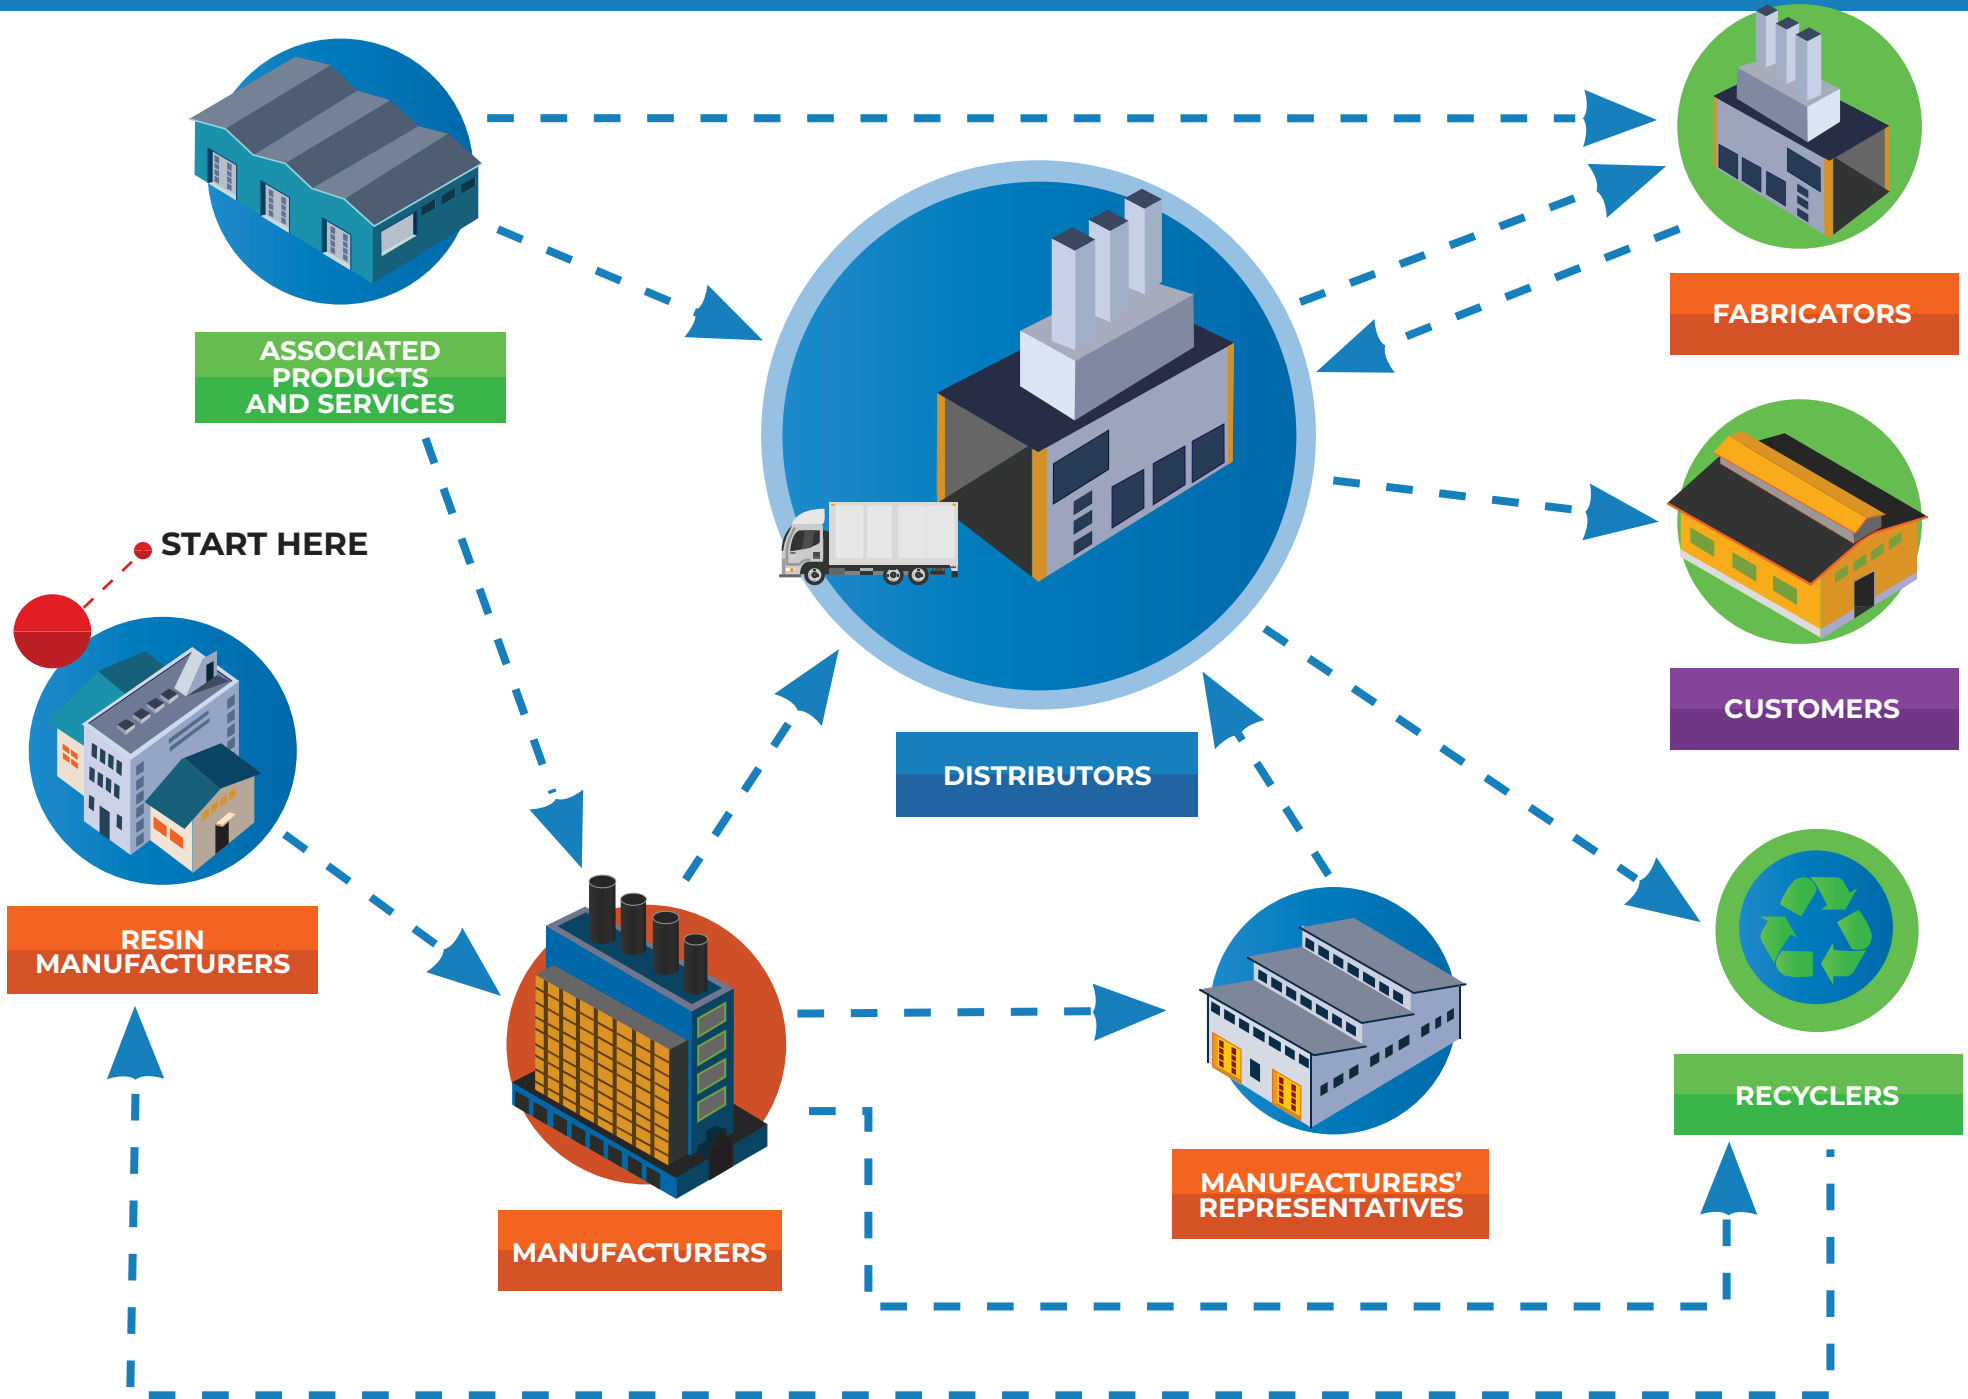 ASSOCIATED
PRODUCTS
AND SERVICES
FABRICATORS
START HERE
CUSTOMERS
DISTRIBUTORS
RESIN
MANUFACTURERS
RECYCLERS
MANUFACTURERS’
REPRESENTATIVES
MANUFACTURERS